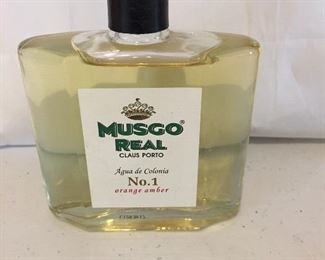 MUSGO®
REAL
CLAUS PORTO
Água de Colonia
No.1
orange amber